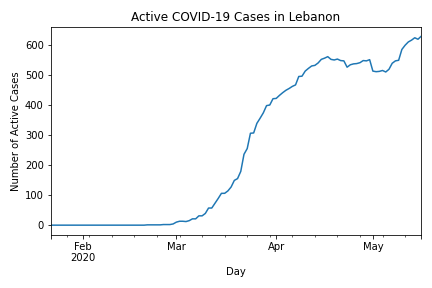 Active COVID-19 Cases in Lebanon
Number of Active Cases
600
500
400
300
200
100
0
Feb
2020
Mar
Apr
May
Day